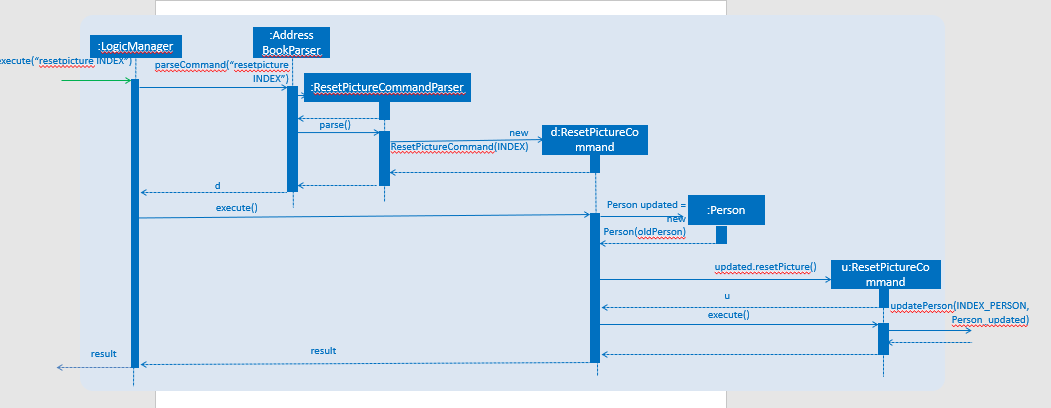 :LogicManager
:Address
BookParser
execute("resetpicture INDEX")
parseCommand("resetpicture
INDEX")
:ResetPictureCommandParser
parse()
new
ResetPictureCommand(INDEX)
d:ResetPictureCo
mmand
d
execute()
Person updated =
new
Person(oldPerson)
:Person
updated.resetPicture()
u:ResetPictureCo
mmand
u
updatePerson(INDEX_PERSON,
Person_updated)
execute()
result
result